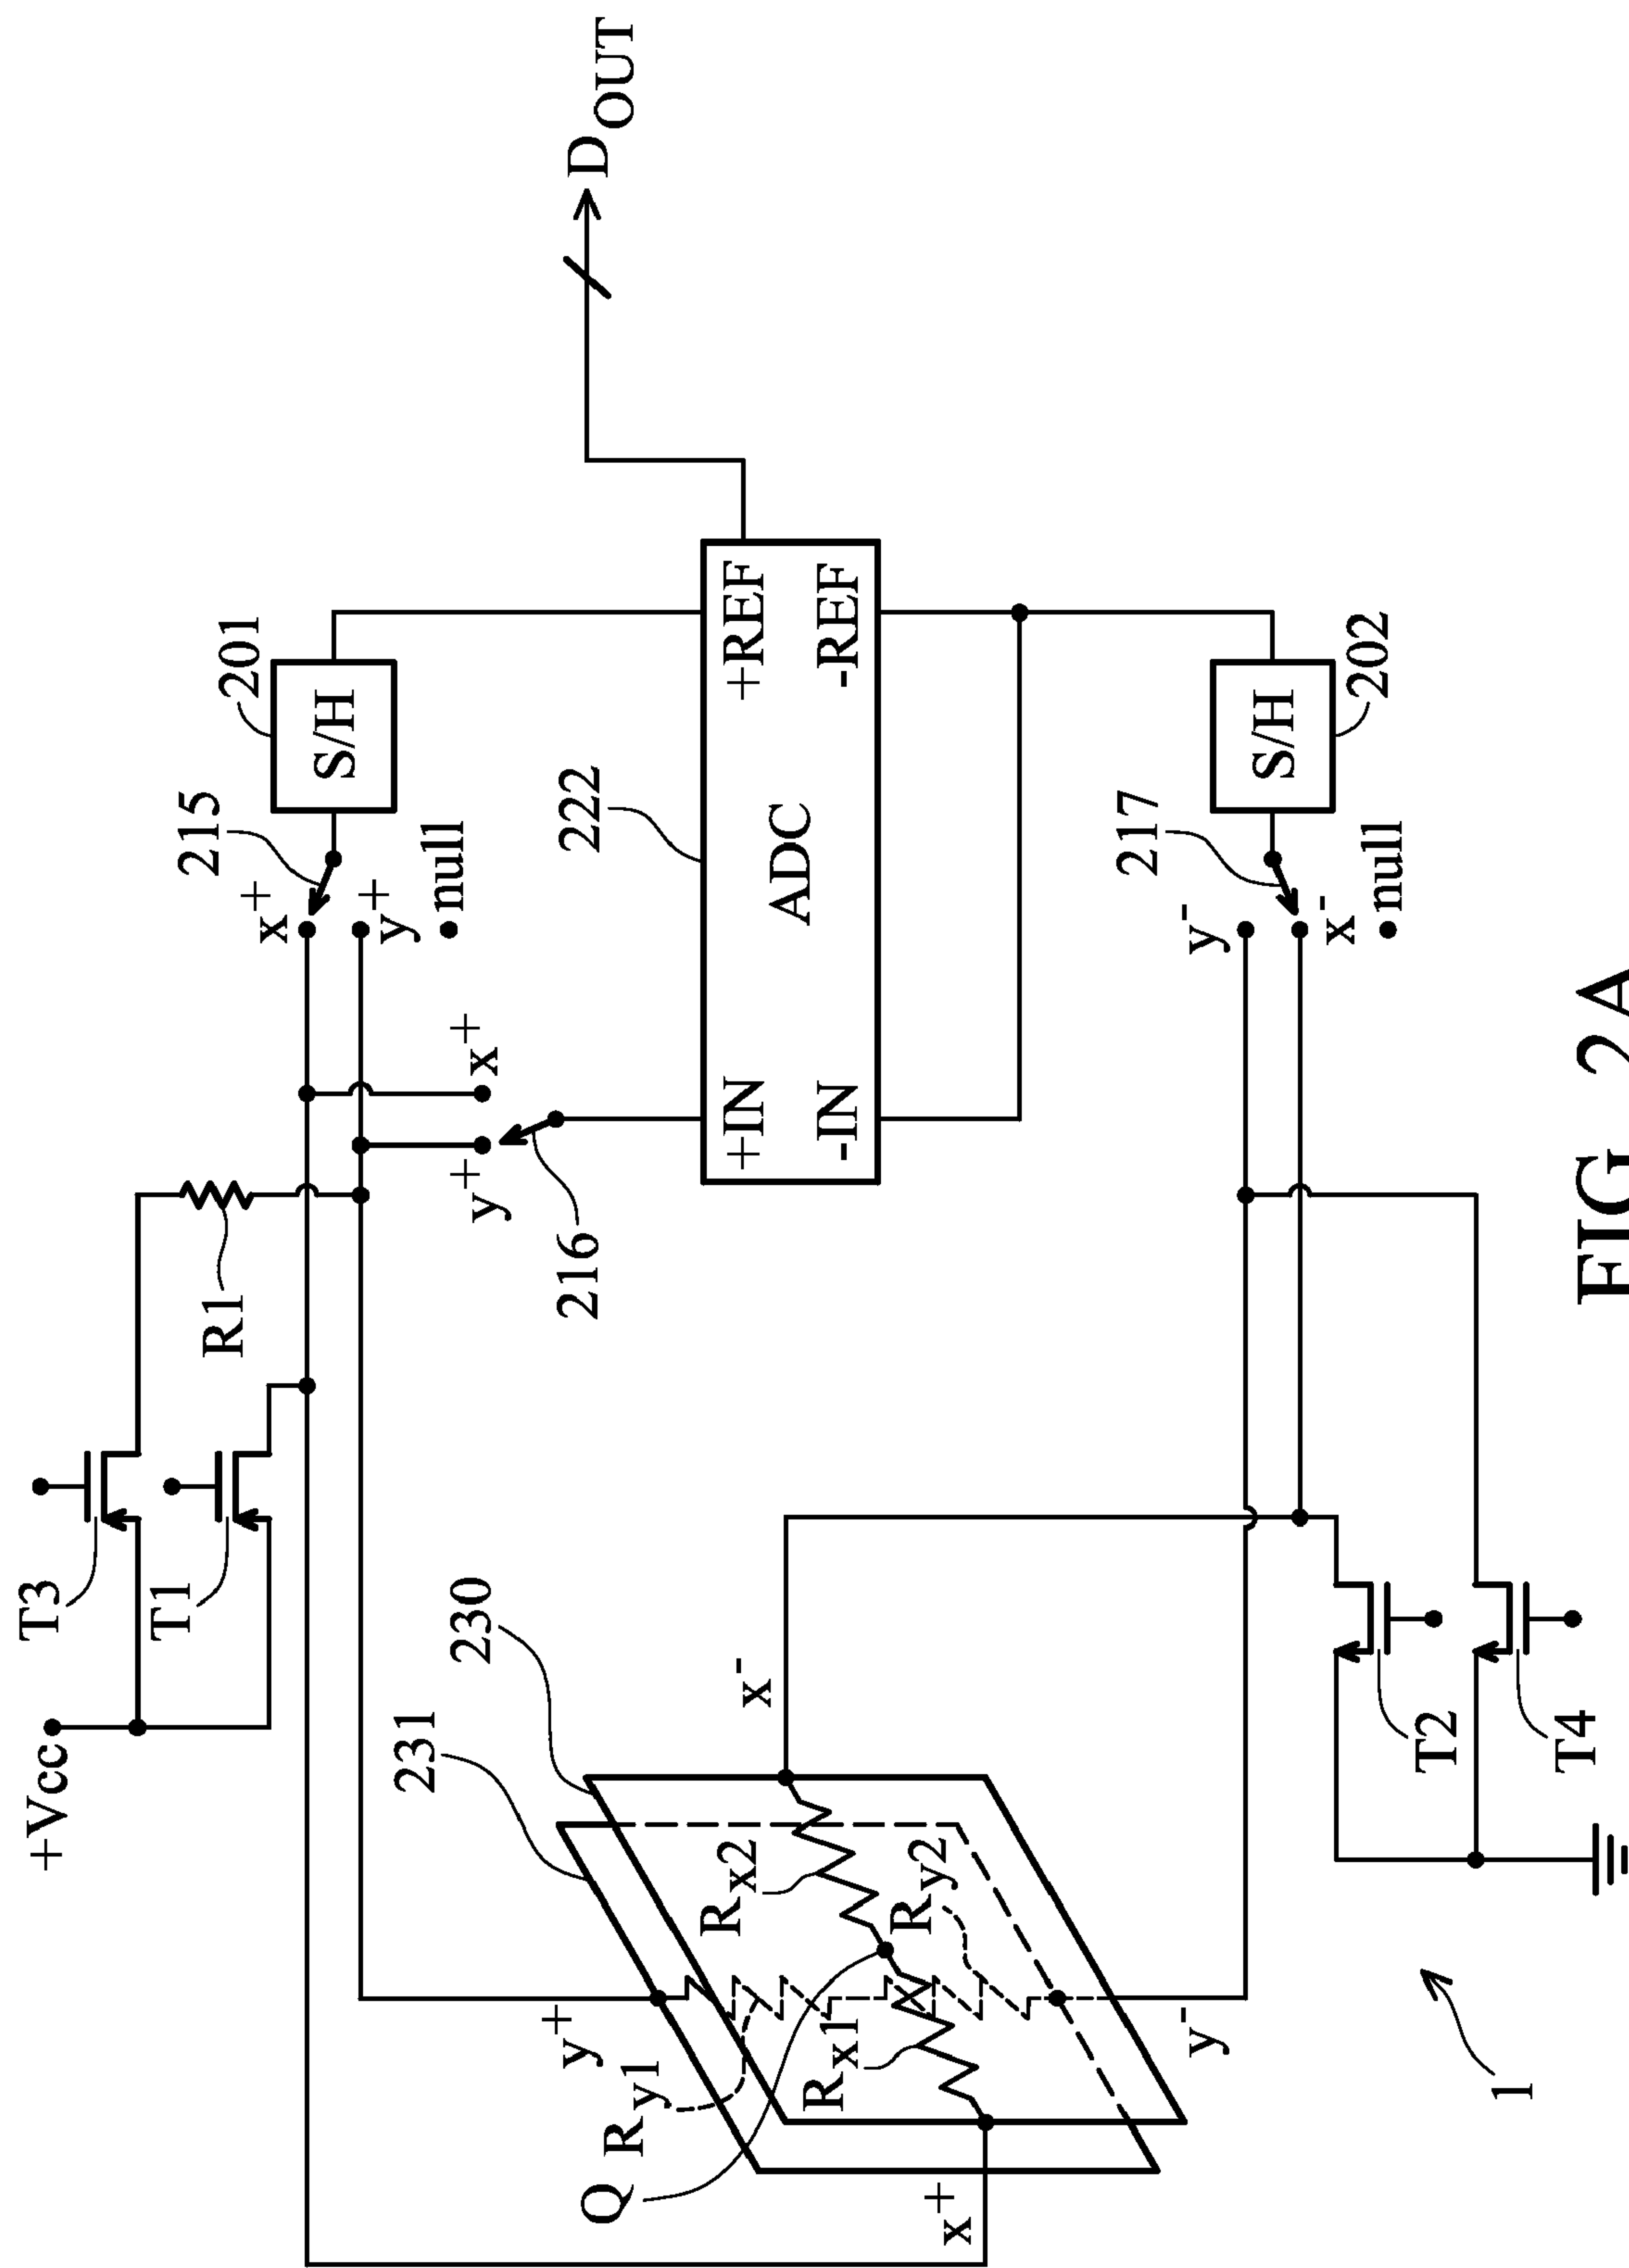 +Vcc
T3
T1
R1
x+
215
201
S/H
y+
null
y+
x+
216
222
+IN
+REF
ADC
-IN
-REF
DOUT
231
230
y+
x-
Ry1
Rx2
Q
Rx1
Ry2
x+
y-
y-
217
x-
null
S/H
202
T2
T4
1
FIG. 2A